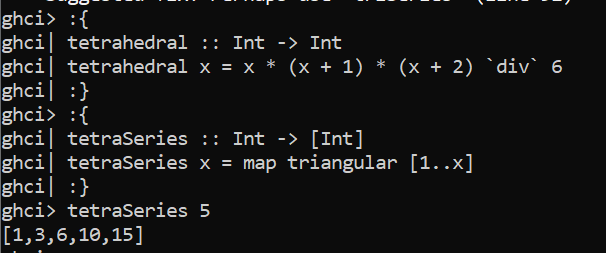 ghci> :{
ghci| tetrahedral :: Int -> Int
ghci| tetrahedral x = x * (x + 1) * (x + 2) `div` 6
ghci| :}
ghci> :{
ghci| tetraSeries :: Int -> [Int]
ghci| tetraSeries x = map triangular [1..x]
ghci| :}
ghci> tetraSeries 5
[1,3,6,10,15]